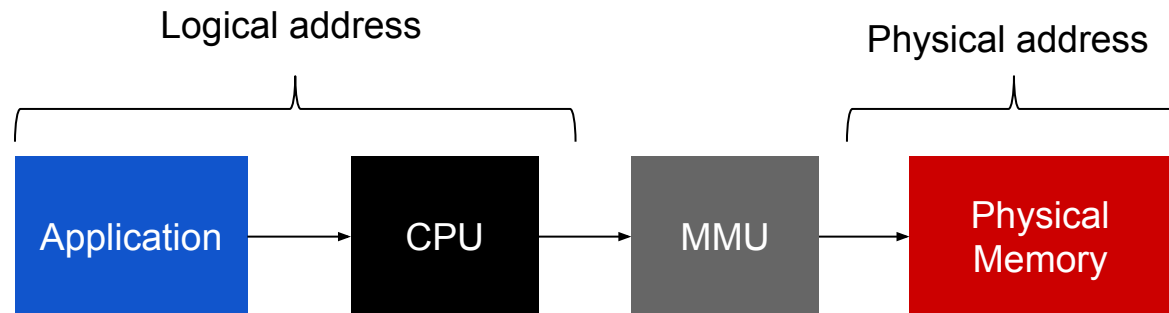 Logical address
Physical address
Application
CPU
MMU
Physical
Memory